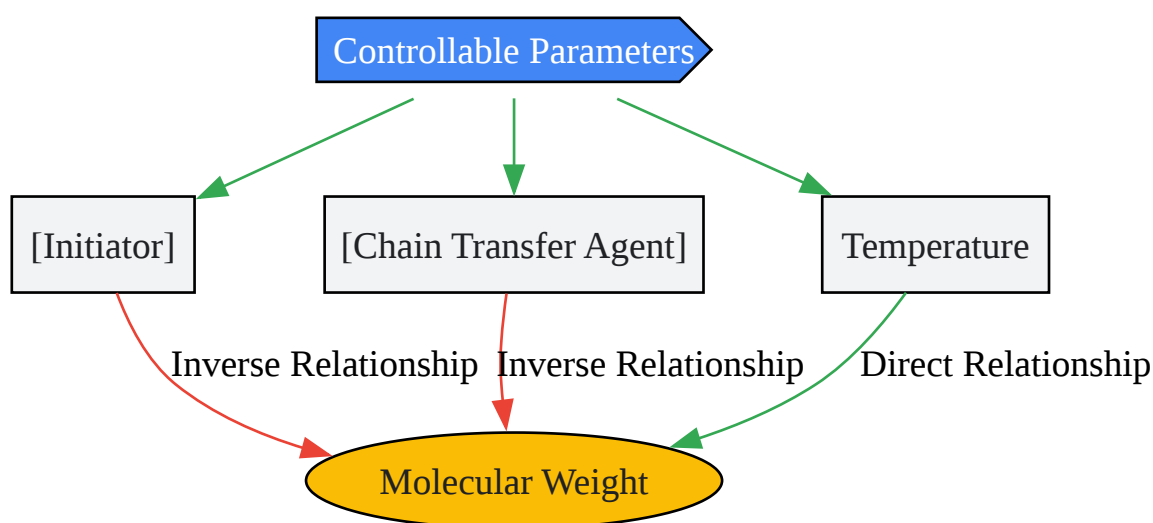 Controllable Parameters
[Initiator]
[Chain Transfer Agent]
Temperature
Inverse Relationship
Inverse Relationship
Direct Relationship
Molecular Weight